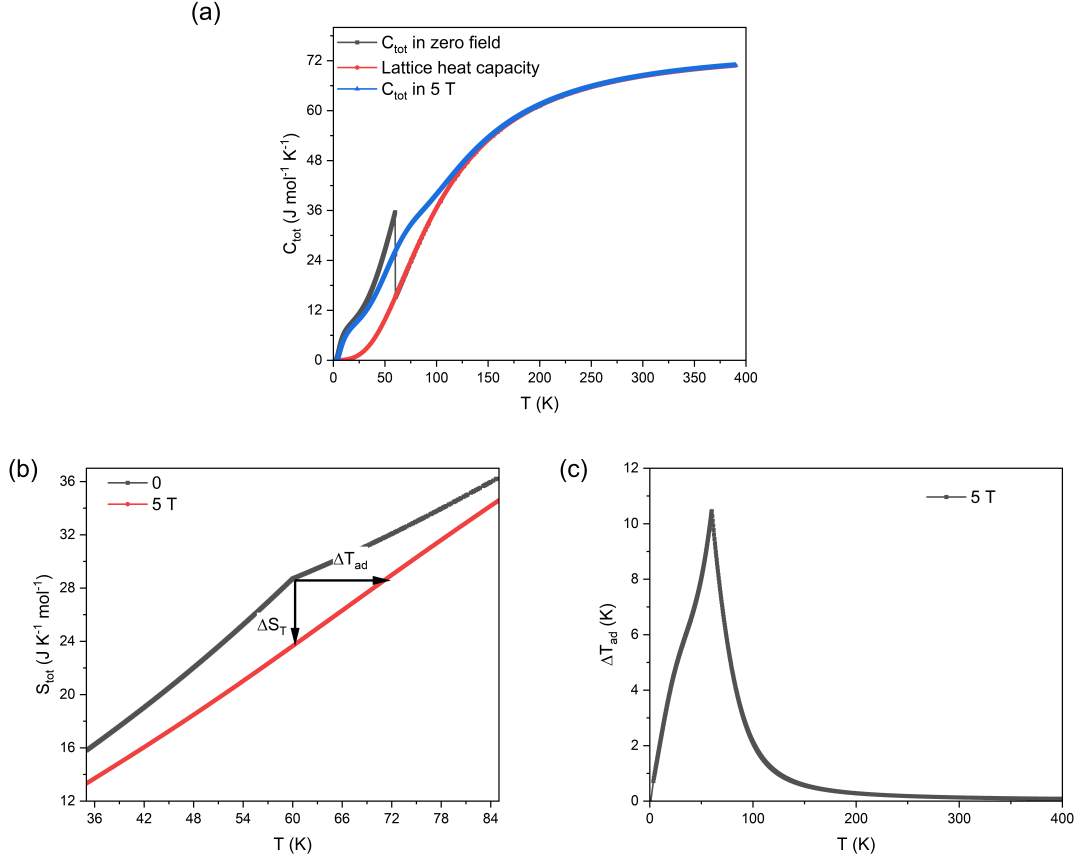 (a)
C_tot in zero field
Lattice heat capacity
C_tot in 5 T
C_tot (J mol⁻¹ K⁻¹)
72
60
48
36
24
12
0
0 50 100 150 200 250 300 350 400
T (K)
(b)
0
5 T
S_tot (J K⁻¹ mol⁻¹)
36
32
28
24
20
16
12
ΔT_ad
ΔS_T
36 42 48 54 60 66 72 78 84
T (K)
(c)
5 T
ΔT_ad (K)
12
10
8
6
4
2
0
0 100 200 300 400
T (K)